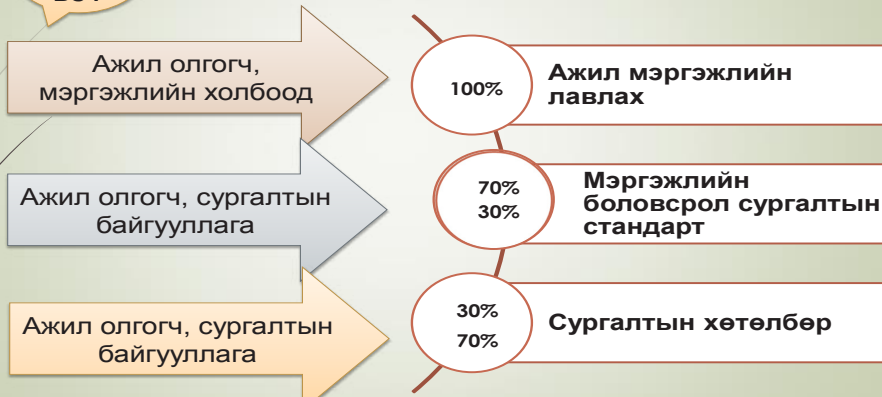 Ажил олгогч,
мэргэжлийн холбоод
100%
Ажил мэргэжлийн
лавлах
Ажил олгогч, сургалтын
байгууллага
70%
30%
Мэргэжлийн
боловсрол сургалтын
стандарт
Ажил олгогч, сургалтын
байгууллага
30%
70%
Сургалтын хөтөлбөр